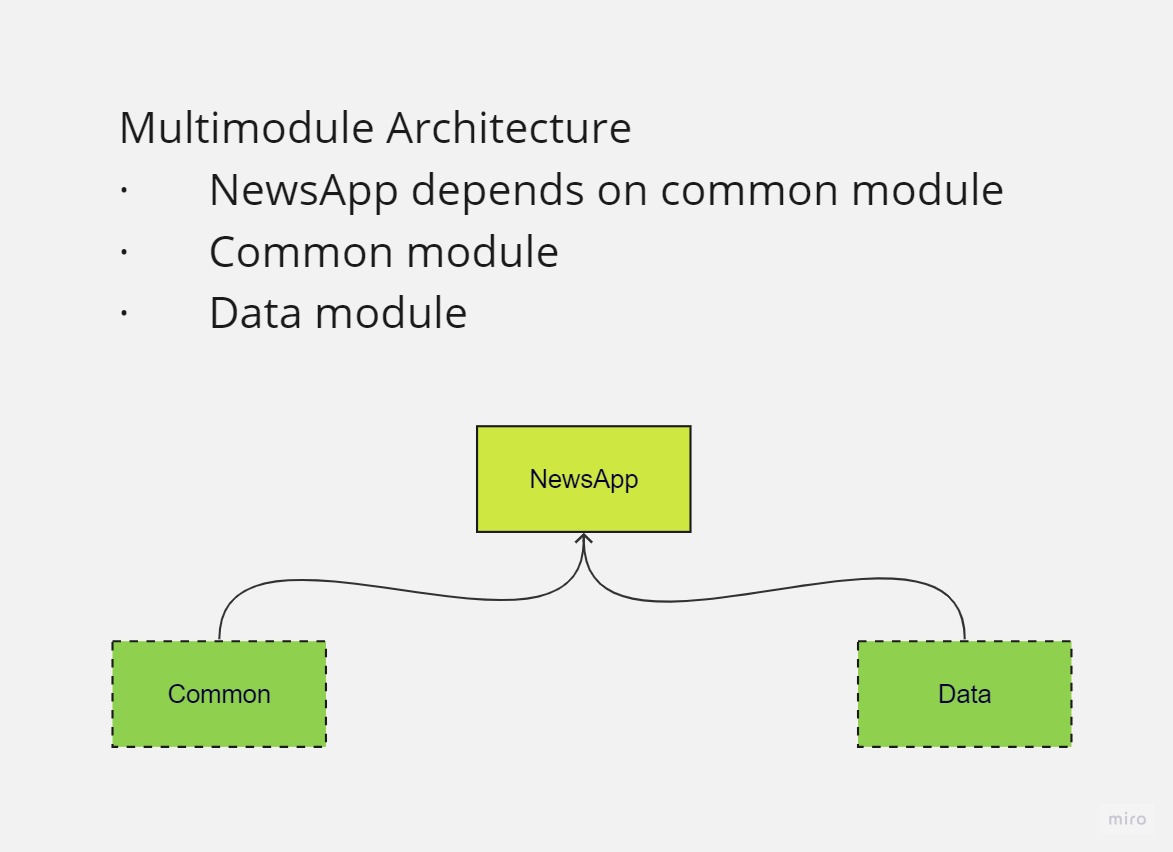 Multimodule Architecture
· NewsApp depends on common module
· Common module
· Data module
NewsApp
Common
Data
miro